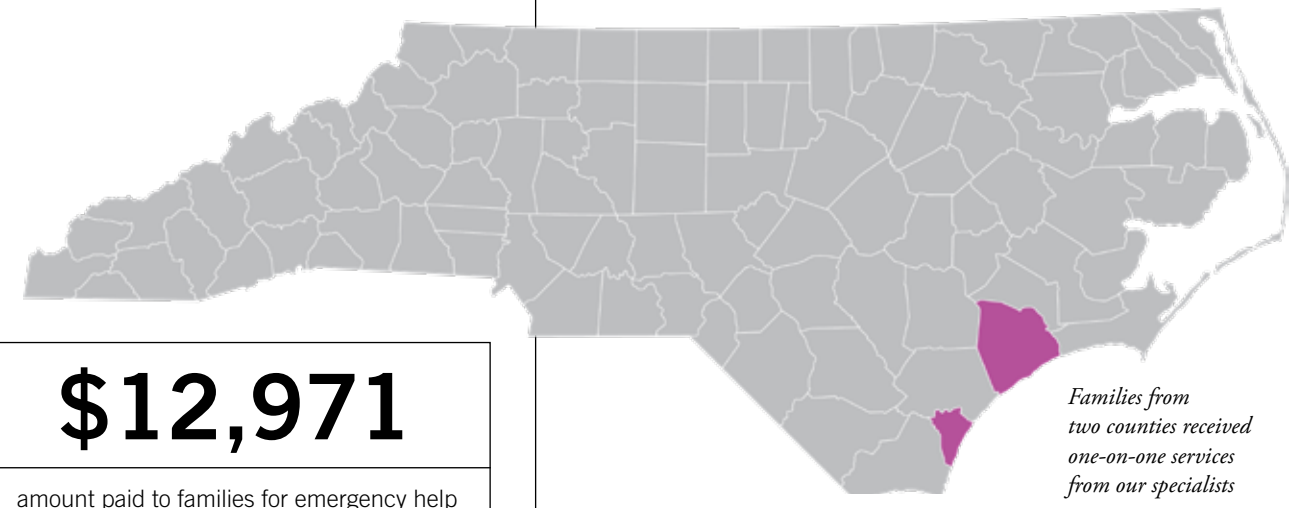 $12,971
amount paid to families for emergency help
Families from
two counties received
one-on-one services
from our specialists